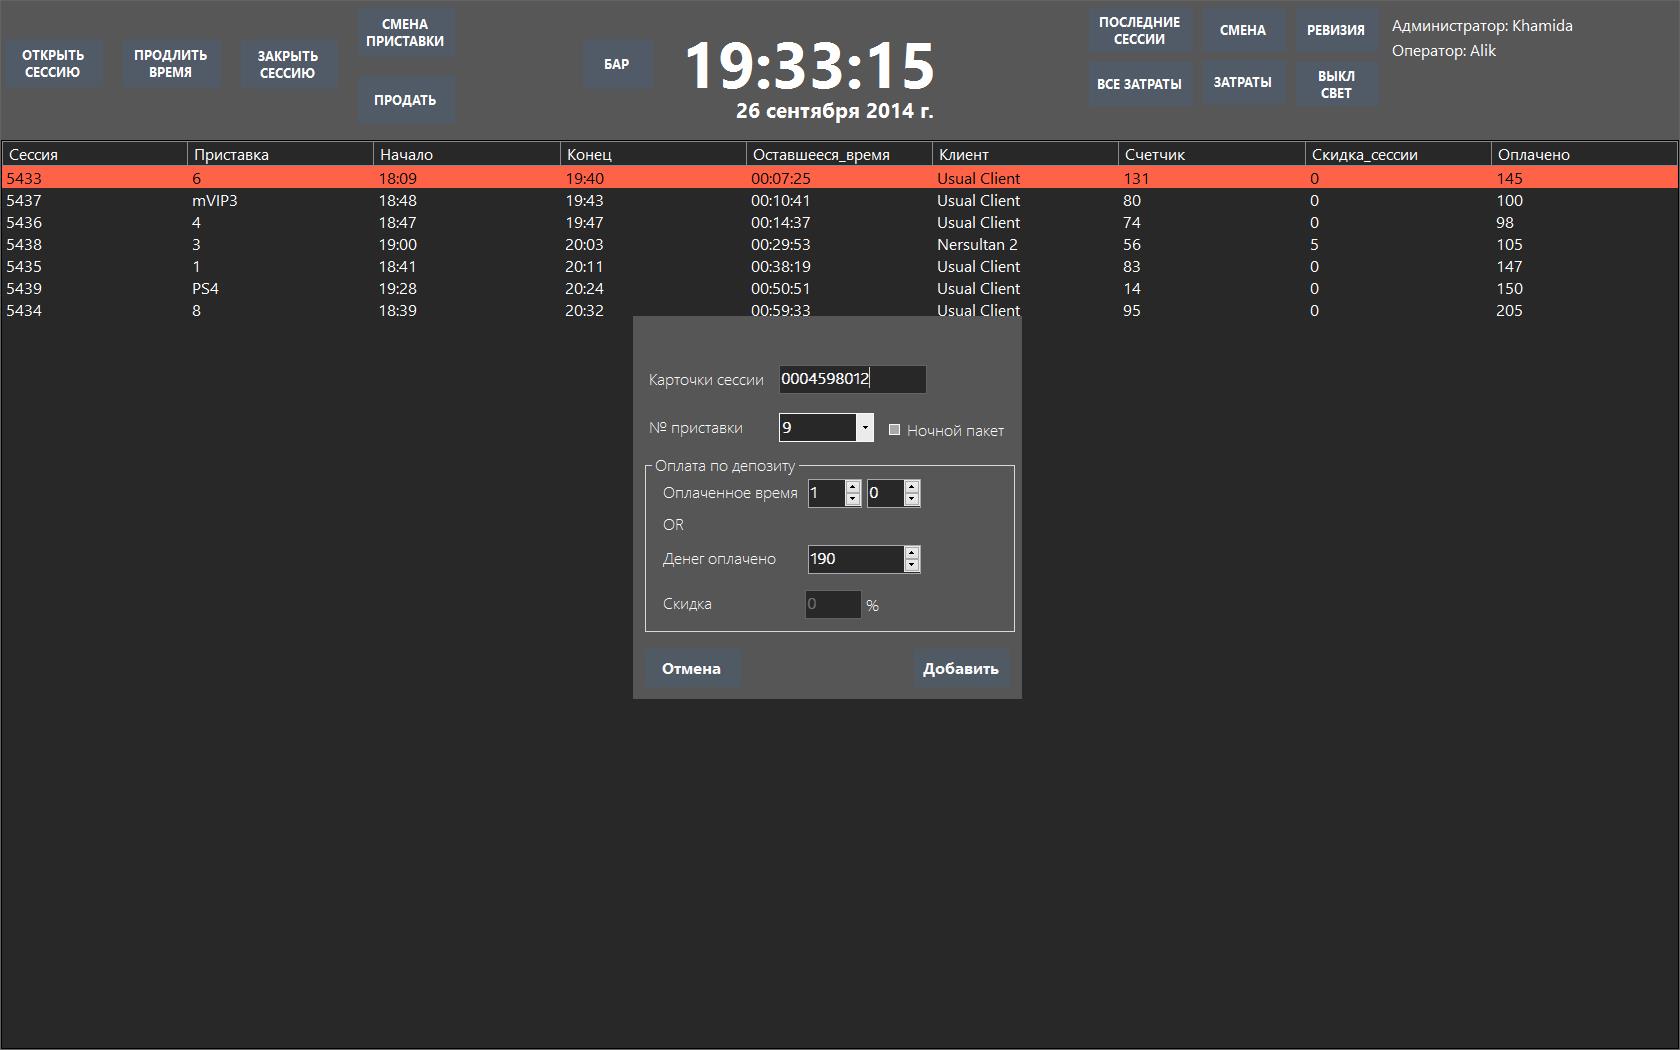 ОТКРЫТЬ
СЕССИЮ
ПРОДЛИТЬ
ВРЕМЯ
ЗАКРЫТЬ
СЕССИЮ
СМЕНА
ПРИСТАВКИ
ПРОДАТЬ
БАР
19:33:15
26 сентября 2014 г.
ПОСЛЕДНИЕ
СЕССИИ
СМЕНА
РЕВИЗИЯ
ВСЕ ЗАТРАТЫ
ЗАТРАТЫ
ВЫКЛ
СВЕТ
Администратор: Khamida
Оператор: Alik
Сессия Приставка Начало Конец Оставшееся_время Клиент Счетчик Скидка_сессии Оплачено
5433 6 18:09 19:40 00:07:25 Usual Client 131 0 145
5437 mVIP3 18:48 19:43 00:10:41 Usual Client 80 0 100
5436 4 18:47 19:47 00:14:37 Usual Client 74 0 98
5438 3 19:00 20:03 00:29:53 Nersultan 2 56 5 105
5435 1 18:41 20:11 00:38:19 Usual Client 83 0 147
5439 PS4 19:28 20:24 00:50:51 Usual Client 14 0 150
5434 8 18:39 20:32 00:59:33 Usual Client 95 0 205
Карточки сессии 0004598012
№ приставки 9 Ночной пакет
Оплата по депозиту
Оплаченное время 1 0
OR
Денег оплачено 190
Скидка 0 %
Отмена Добавить